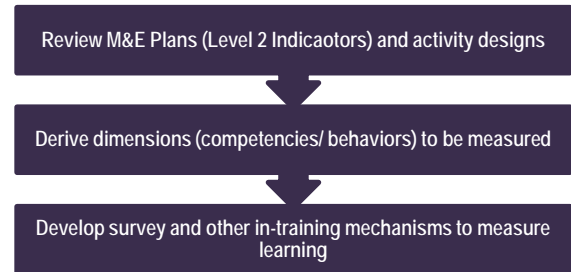 Review M&E Plans (Level 2 Indicaotors) and activity designs
Derive dimensions (competencies/ behaviors) to be measured
Develop survey and other in-training mechanisms to measure
learning